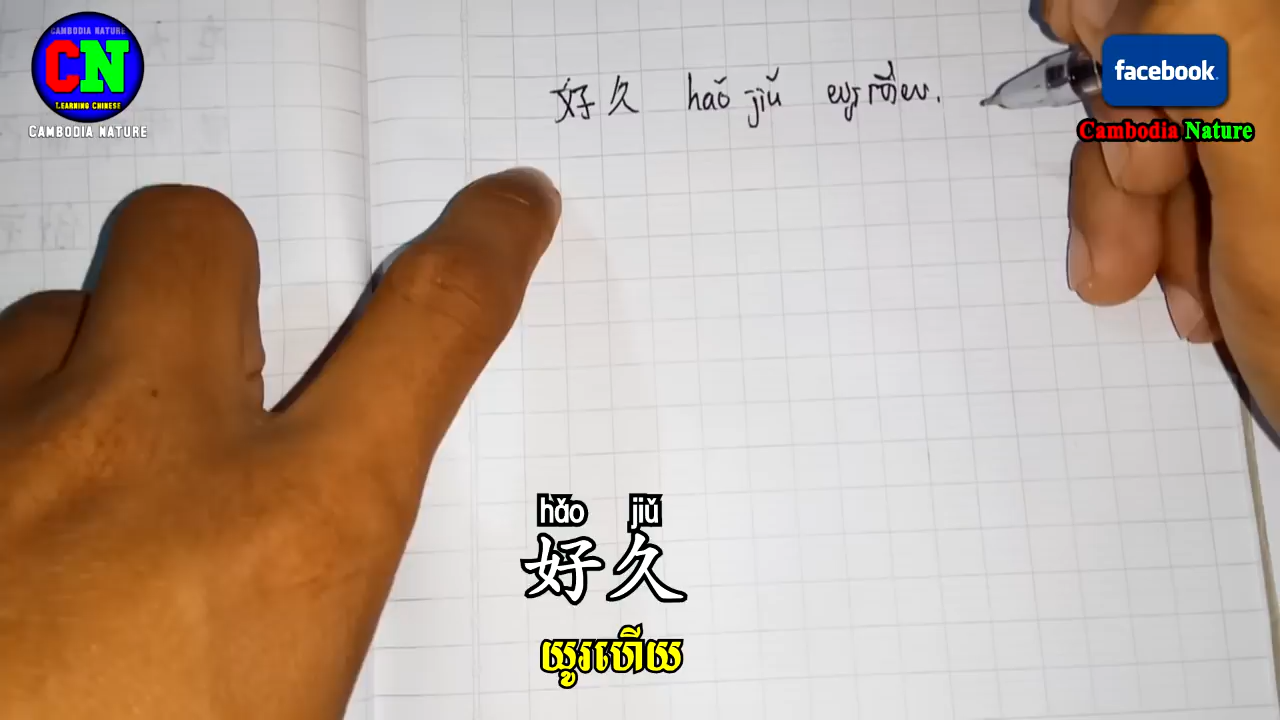 CAMBODIA NATURE
CN
LEARNING CHINESE
CAMBODIA NATURE
好久 hǎo jiǔ យូរហើយ.
facebook
Cambodia Nature
hǎo jiǔ
好久
យូរហើយ